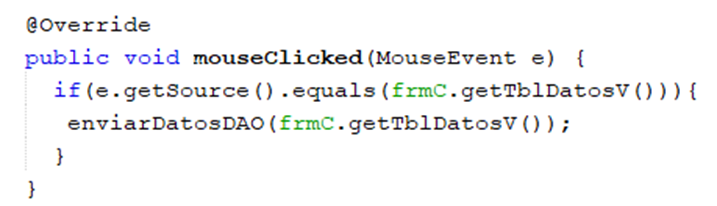 @Override
public void mouseClicked(MouseEvent e) {
if(e.getSource().equals(frmC.getTblDatosV())){
enviarDatosDAO(frmC.getTblDatosV());
}
}